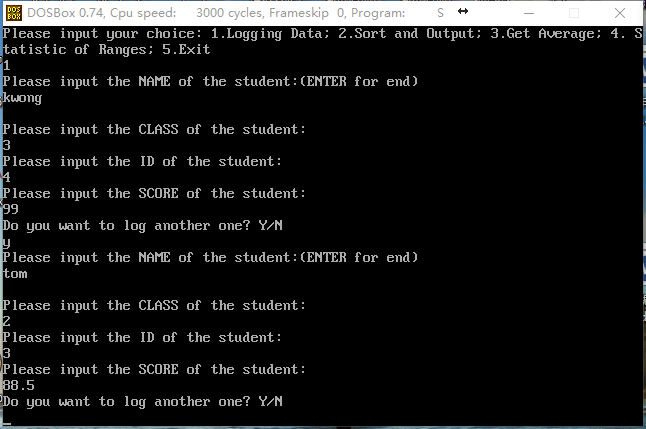 DOSBox 0.74, Cpu speed: 3000 cycles, Frameskip 0, Program: S
Please input your choice: 1.Logging Data; 2.Sort and Output; 3.Get Average; 4. S
tatistic of Ranges; 5.Exit
1
Please input the NAME of the student:(ENTER for end)
kwong
Please input the CLASS of the student:
3
Please input the ID of the student:
4
Please input the SCORE of the student:
99
Do you want to log another one? Y/N
y
Please input the NAME of the student:(ENTER for end)
tom
Please input the CLASS of the student:
2
Please input the ID of the student:
3
Please input the SCORE of the student:
88.5
Do you want to log another one? Y/N